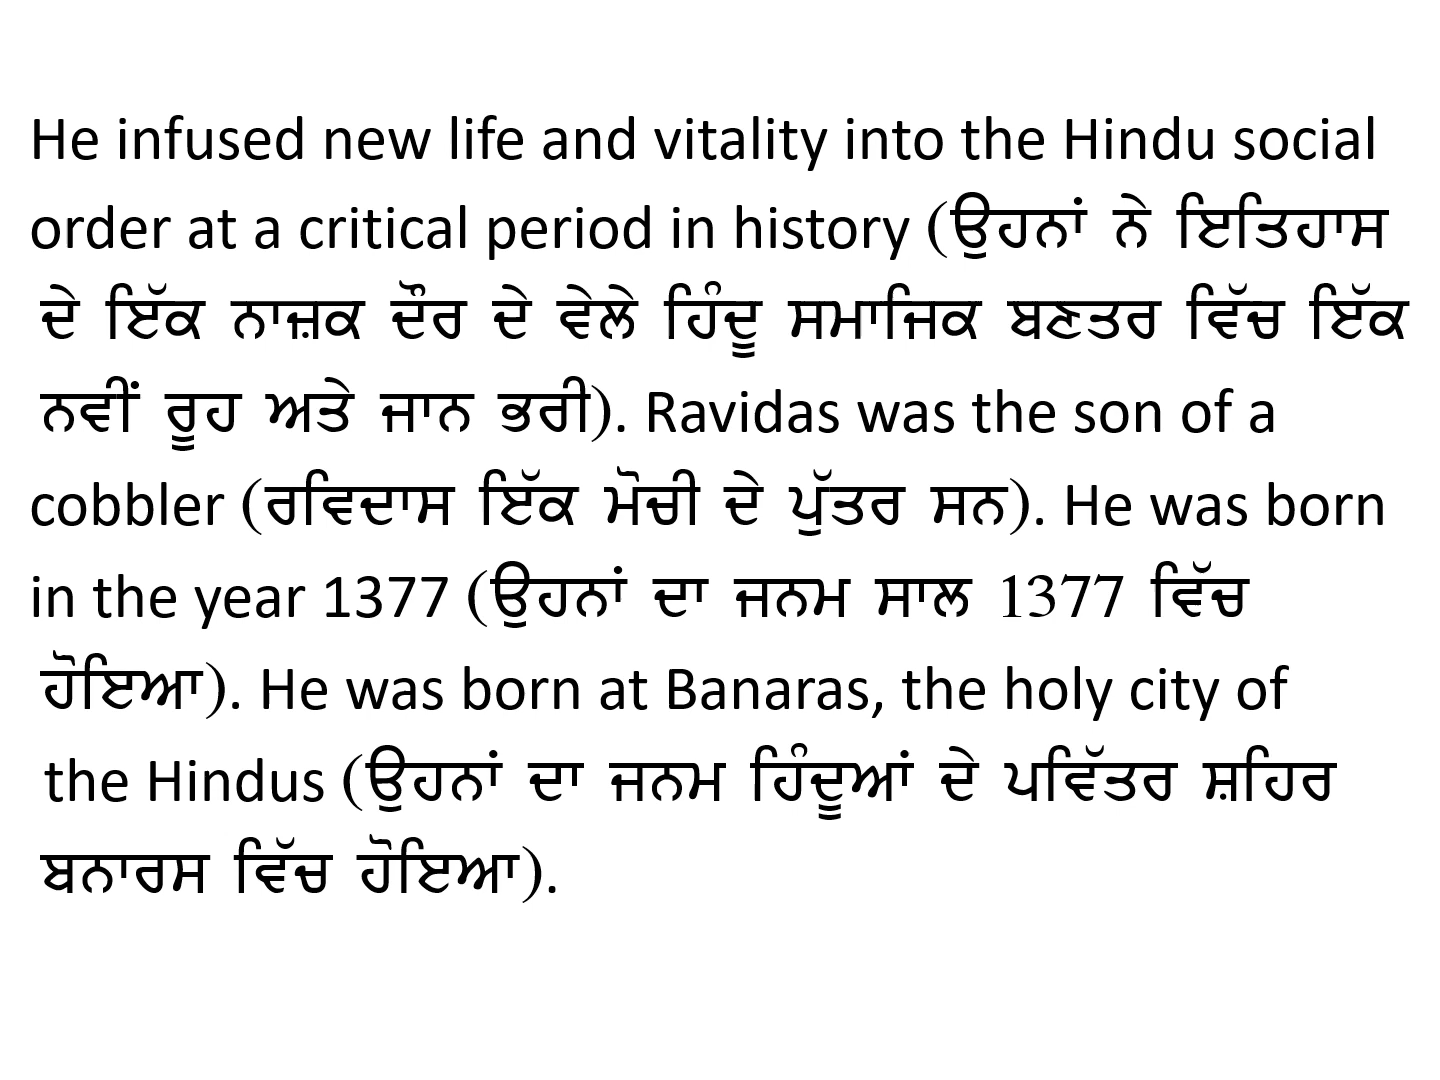 He infused new life and vitality into the Hindu social
order at a critical period in history (ਉਹਨਾਂ ਨੇ ਇਤਿਹਾਸ
ਦੇ ਇੱਕ ਨਾਜ਼ਕ ਦੌਰ ਦੇ ਵੇਲੇ ਹਿੰਦੂ ਸਮਾਜਿਕ ਬਣਤਰ ਵਿੱਚ ਇੱਕ
ਨਵੀਂ ਰੂਹ ਅਤੇ ਜਾਨ ਭਰੀ). Ravidas was the son of a
cobbler (ਰਵਿਦਾਸ ਇੱਕ ਮੋਚੀ ਦੇ ਪੁੱਤਰ ਸਨ). He was born
in the year 1377 (ਉਹਨਾਂ ਦਾ ਜਨਮ ਸਾਲ 1377 ਵਿੱਚ
ਹੋਇਆ). He was born at Banaras, the holy city of
the Hindus (ਉਹਨਾਂ ਦਾ ਜਨਮ ਹਿੰਦੂਆਂ ਦੇ ਪਵਿੱਤਰ ਸ਼ਹਿਰ
ਬਨਾਰਸ ਵਿੱਚ ਹੋਇਆ).